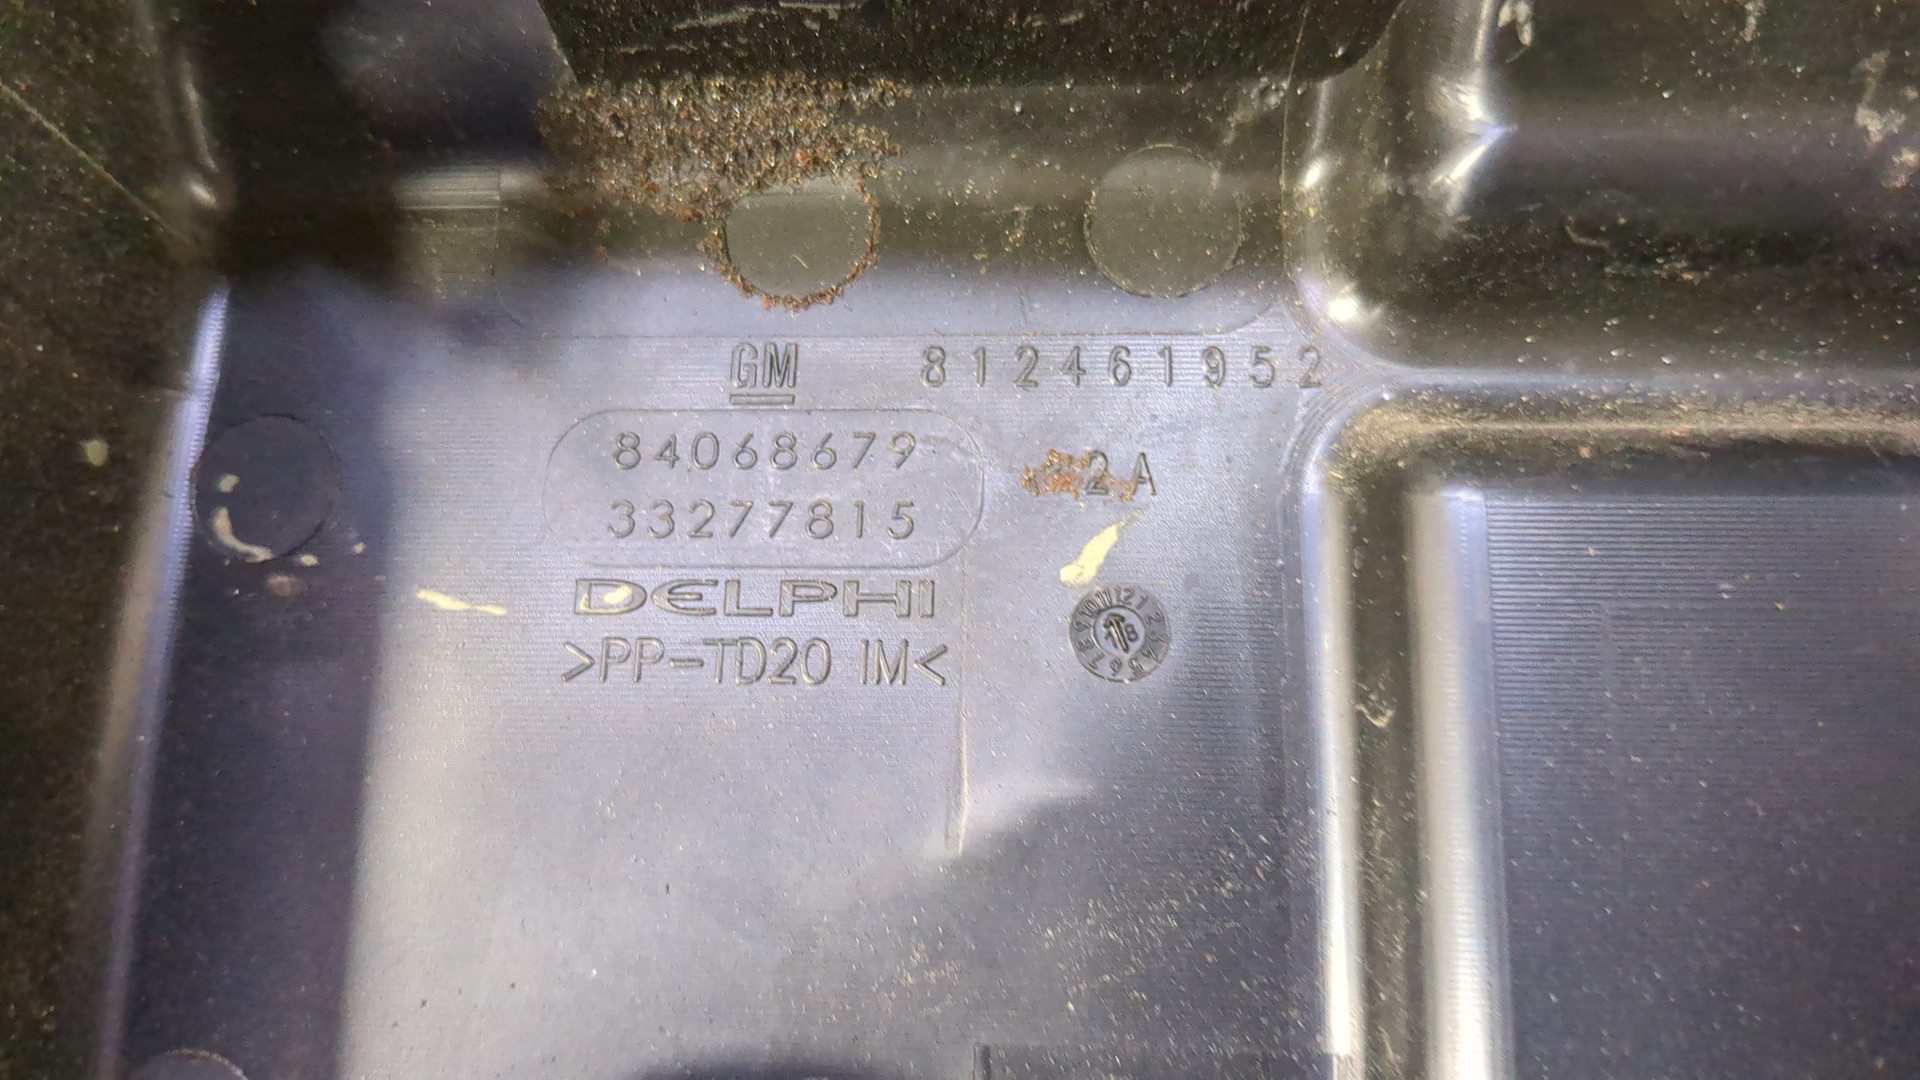 GM 812461952
84068679
2A
33277815
DELPHI
>PP-TD20 IM<